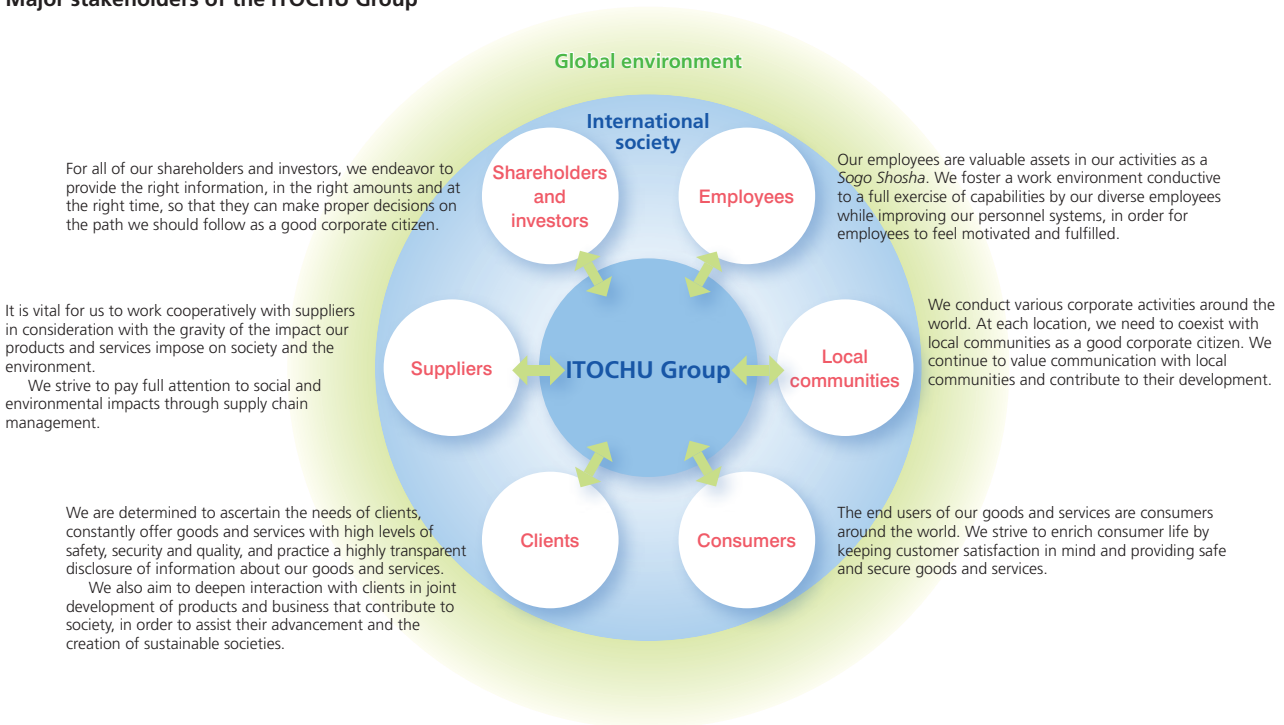 Major stakeholders of the ITOCHU Group
Global environment
International
society
For all of our shareholders and investors, we endeavor to
provide the right information, in the right amounts and at
the right time, so that they can make proper decisions on
the path we should follow as a good corporate citizen.
Shareholders
and
investors
Employees
Our employees are valuable assets in our activities as a
Sogo Shosha. We foster a work environment conductive
to a full exercise of capabilities by our diverse employees
while improving our personnel systems, in order for
employees to feel motivated and fulfilled.
It is vital for us to work cooperatively with suppliers
in consideration with the gravity of the impact our
products and services impose on society and the
environment.
We strive to pay full attention to social and
environmental impacts through supply chain
management.
Suppliers
ITOCHU Group
Local
communities
We conduct various corporate activities around the
world. At each location, we need to coexist with
local communities as a good corporate citizen. We
continue to value communication with local
communities and contribute to their development.
We are determined to ascertain the needs of clients,
constantly offer goods and services with high levels of
safety, security and quality, and practice a highly transparent
disclosure of information about our goods and services.
We also aim to deepen interaction with clients in joint
development of products and business that contribute to
society, in order to assist their advancement and the
creation of sustainable societies.
Clients
Consumers
The end users of our goods and services are consumers
around the world. We strive to enrich consumer life by
keeping customer satisfaction in mind and providing safe
and secure goods and services.